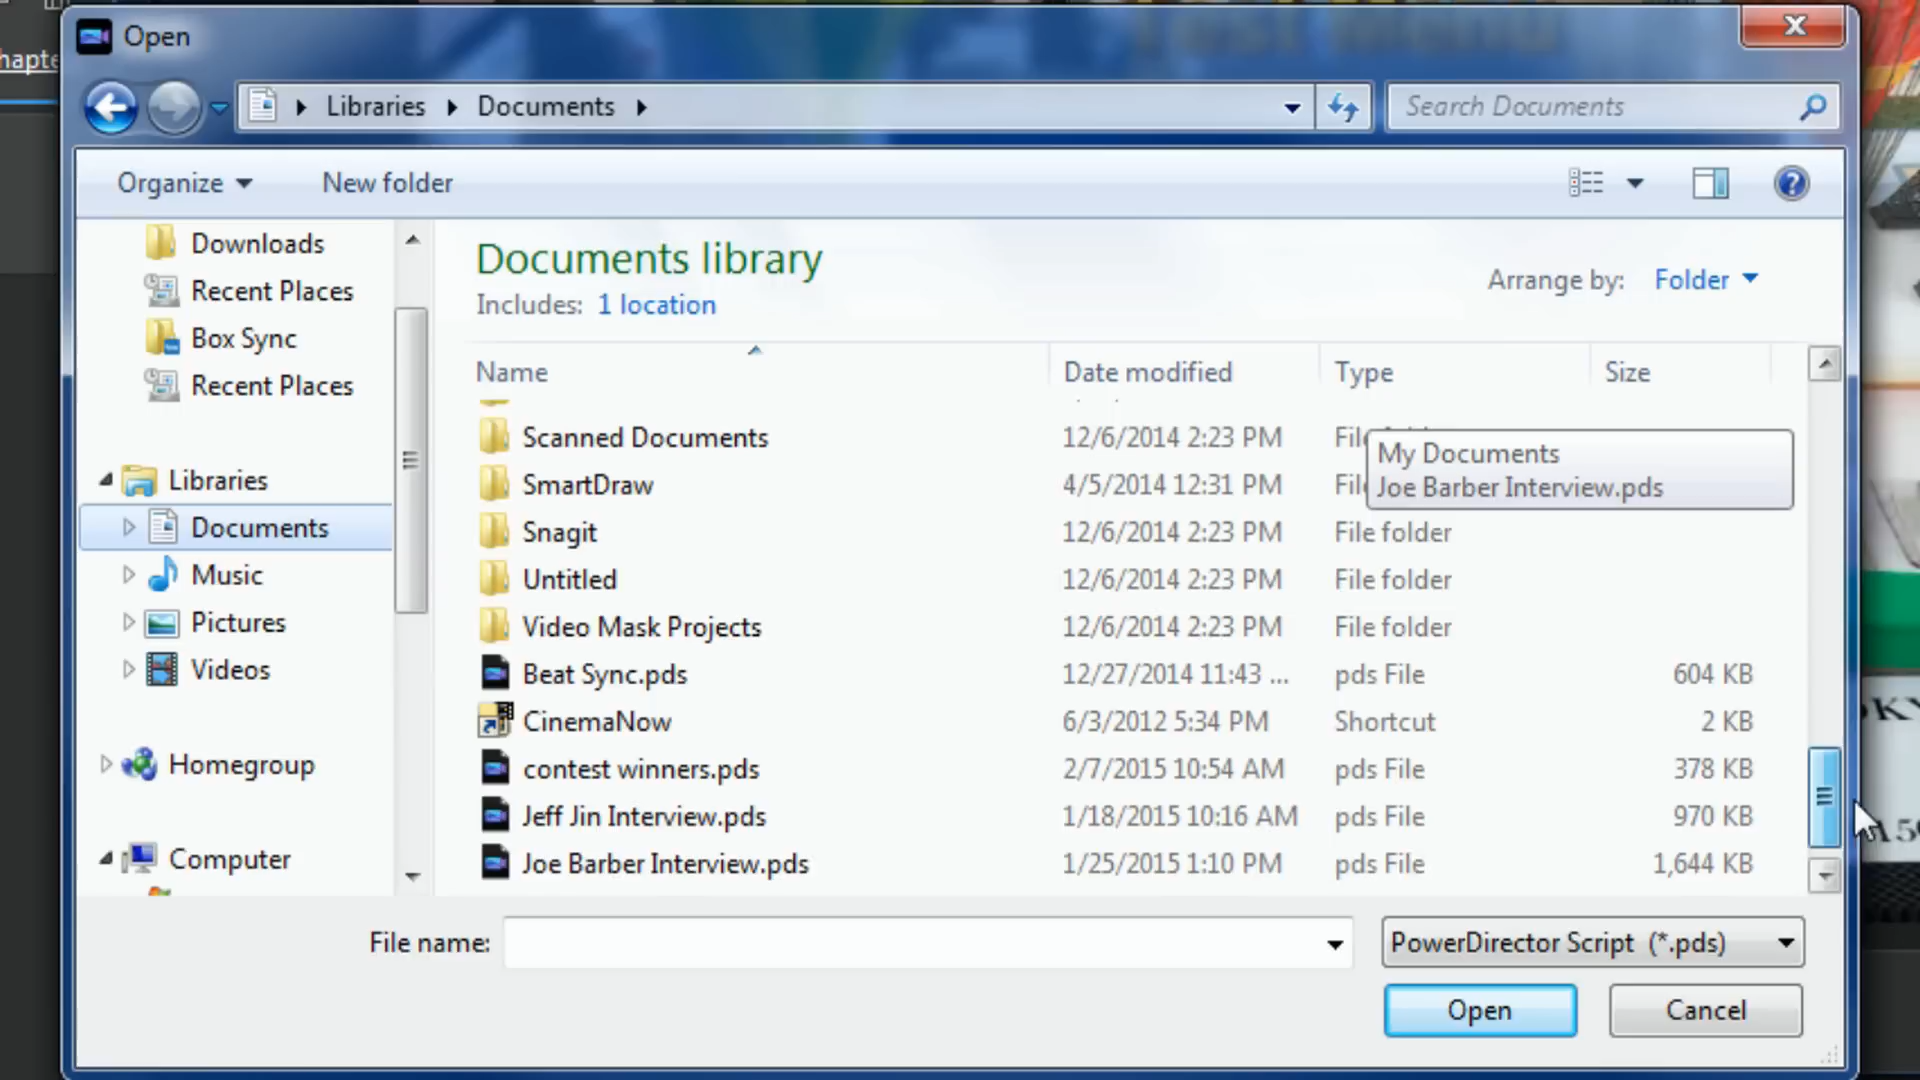 Open
hapte
Libraries Documents
Search Documents
Organize New folder
Downloads
Recent Places
Box Sync
Recent Places
Libraries
Documents
Music
Pictures
Videos
Homegroup
Computer
Documents library
Includes: 1 location
Arrange by: Folder
Name Date modified Type Size
Scanned Documents 12/6/2014 2:23 PM File
SmartDraw 4/5/2014 12:31 PM File
Snagit 12/6/2014 2:23 PM File folder
Untitled 12/6/2014 2:23 PM File folder
Video Mask Projects 12/6/2014 2:23 PM File folder
Beat Sync.pds 12/27/2014 11:43 ... pds File 604 KB
CinemaNow 6/3/2012 5:34 PM Shortcut 2 KB
contest winners.pds 2/7/2015 10:54 AM pds File 378 KB
Jeff Jin Interview.pds 1/18/2015 10:16 AM pds File 970 KB
Joe Barber Interview.pds 1/25/2015 1:10 PM pds File 1,644 KB
My Documents
Joe Barber Interview.pds
File name:
PowerDirector Script (*.pds)
Open Cancel